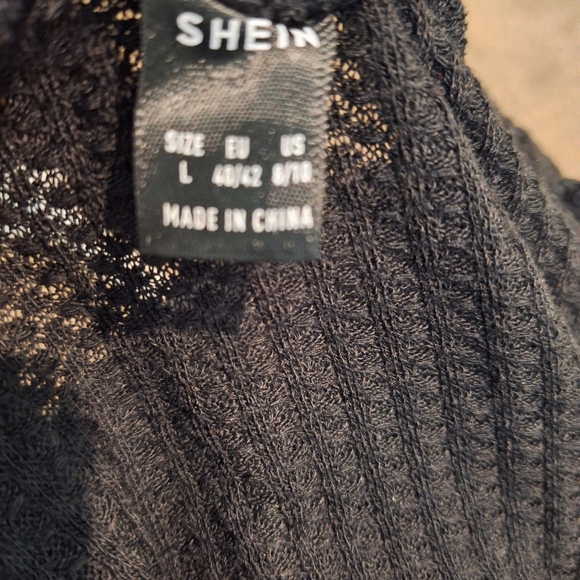 SHEIN
SIZE EU US
L 40/42 8/10
MADE IN CHINA